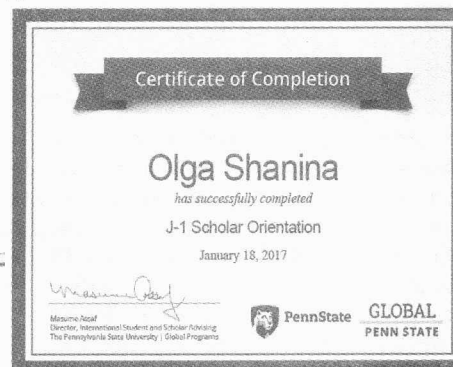 Certificate of Completion
Olga Shanina
has successfully completed
J-1 Scholar Orientation
January 18, 2017
Masume Assaf
Director, International Student and Scholar Advising
The Pennsylvania State University | Global Programs
PennState
GLOBAL
PENN STATE